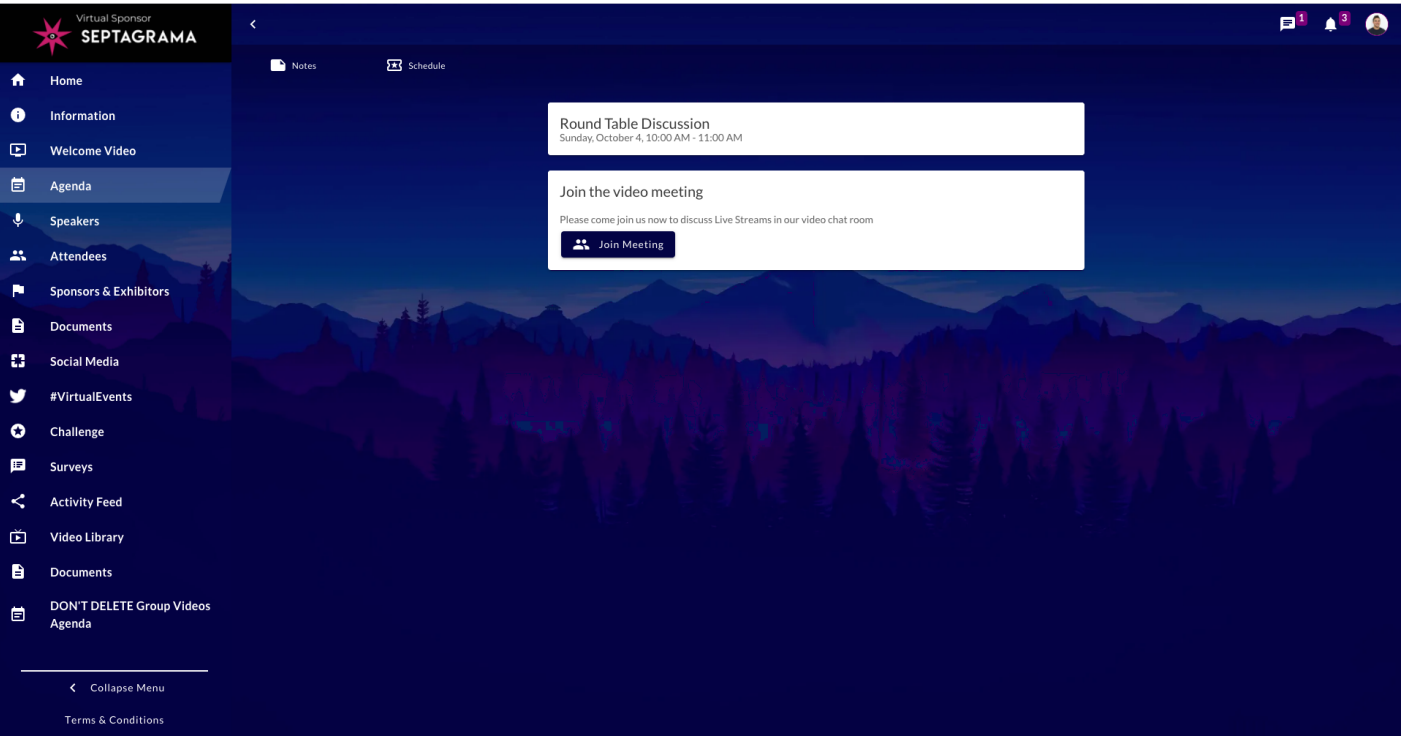 Virtual Sponsor
SEPTAGRAMA
1
3
Home
Information
Welcome Video
Agenda
Speakers
Attendees
Sponsors & Exhibitors
Documents
Social Media
#VirtualEvents
Challenge
Surveys
Activity Feed
Video Library
Documents
DON'T DELETE Group Videos
Agenda
Collapse Menu
Terms & Conditions
Notes
Schedule
Round Table Discussion
Sunday, October 4, 10:00 AM - 11:00 AM
Join the video meeting
Please come join us now to discuss Live Streams in our video chat room
Join Meeting